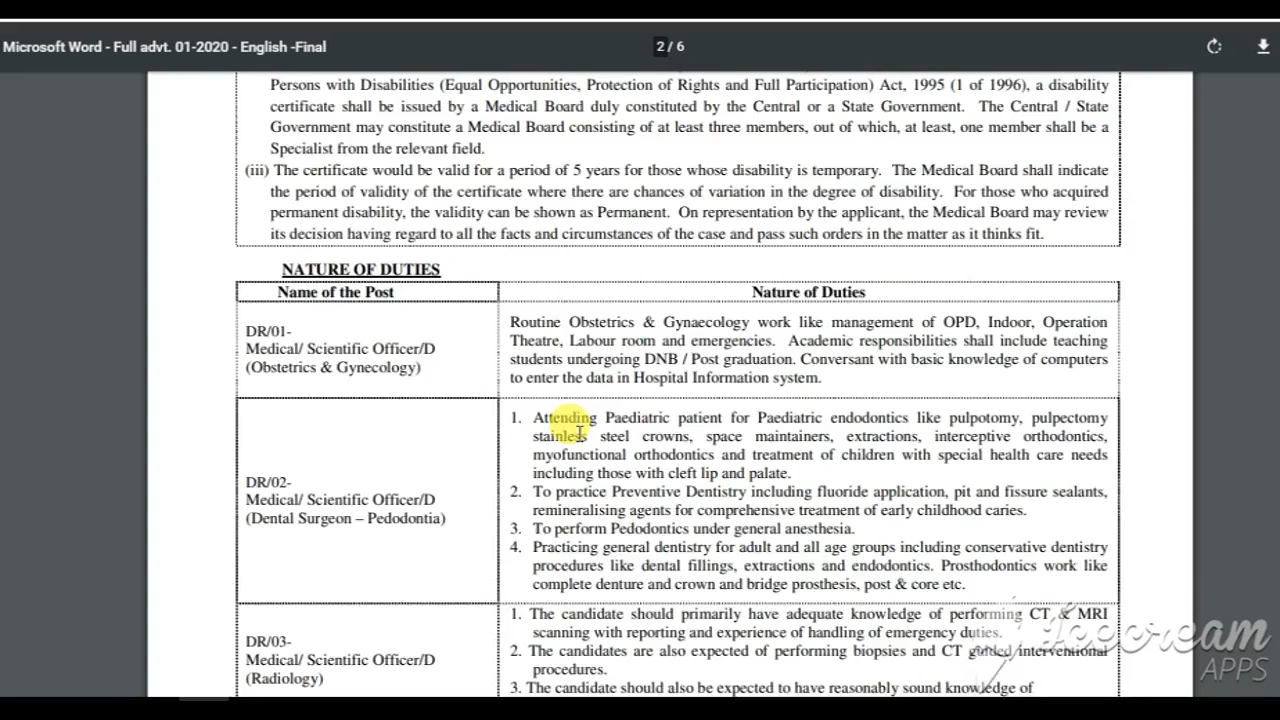 Microsoft Word - Full advt. 01-2020 - English -Final
2 / 6
Persons with Disabilities (Equal Opportunities, Protection of Rights and Full Participation) Act, 1995 (1 of 1996), a disability
certificate shall be issued by a Medical Board duly constituted by the Central or a State Government. The Central / State
Government may constitute a Medical Board consisting of at least three members, out of which, at least, one member shall be a
Specialist from the relevant field.
(iii) The certificate would be valid for a period of 5 years for those whose disability is temporary. The Medical Board shall indicate
the period of validity of the certificate where there are chances of variation in the degree of disability. For those who acquired
permanent disability, the validity can be shown as Permanent. On representation by the applicant, the Medical Board may review
its decision having regard to all the facts and circumstances of the case and pass such orders in the matter as it thinks fit.
NATURE OF DUTIES
Name of the Post
Nature of Duties
DR/01-
Medical/ Scientific Officer/D
(Obstetrics & Gynecology)
Routine Obstetrics & Gynaecology work like management of OPD, Indoor, Operation
Theatre, Labour room and emergencies. Academic responsibilities shall include teaching
students undergoing DNB / Post graduation. Conversant with basic knowledge of computers
to enter the data in Hospital Information system.
DR/02-
Medical/ Scientific Officer/D
(Dental Surgeon – Pedodontia)
1. Attending Paediatric patient for Paediatric endodontics like pulpotomy, pulpectomy
stainless steel crowns, space maintainers, extractions, interceptive orthodontics,
myofunctional orthodontics and treatment of children with special health care needs
including those with cleft lip and palate.
2. To practice Preventive Dentistry including fluoride application, pit and fissure sealants,
remineralising agents for comprehensive treatment of early childhood caries.
3. To perform Pedodontics under general anesthesia.
4. Practicing general dentistry for adult and all age groups including conservative dentistry
procedures like dental fillings, extractions and endodontics. Prosthodontics work like
complete denture and crown and bridge prosthesis, post & core etc.
DR/03-
Medical/ Scientific Officer/D
(Radiology)
1. The candidate should primarily have adequate knowledge of performing CT & MRI
scanning with reporting and experience of handling of emergency duties.
2. The candidates are also expected of performing biopsies and CT guided interventional
procedures.
3. The candidate should also be expected to have reasonably sound knowledge of
Icecream
APPS